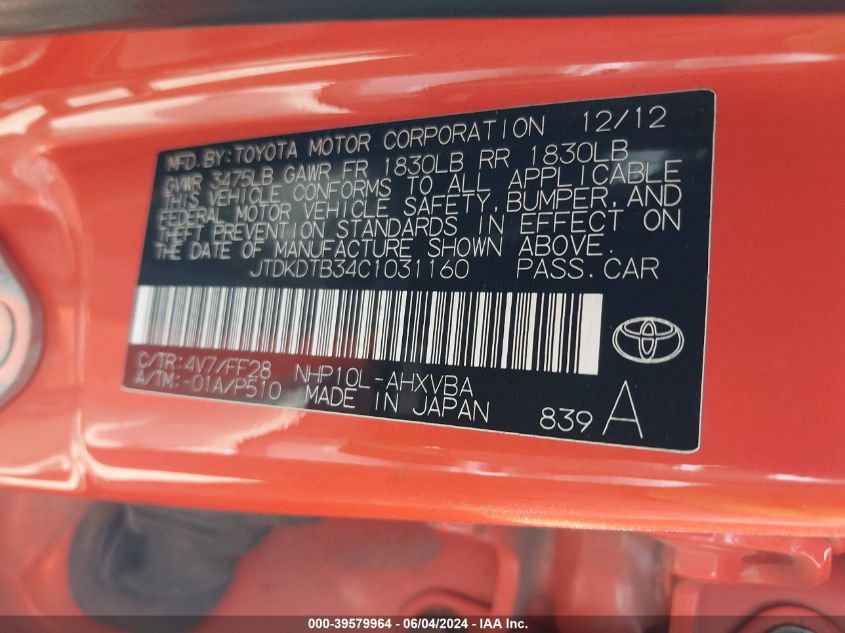 MFD. BY: TOYOTA MOTOR CORPORATION 12/12
GVWR 3475LB GAWR FR 1830LB RR 1830LB
THIS VEHICLE CONFORMS TO ALL APPLICABLE
FEDERAL MOTOR VEHICLE SAFETY, BUMPER, AND
THEFT PREVENTION STANDARDS IN EFFECT ON
THE DATE OF MANUFACTURE SHOWN ABOVE.
JTDKDTB34C1031160 PASS. CAR
C/TR: 4V7/FF28 NHP10L-AHXVBA
A/TM: -01A/P510 MADE IN JAPAN
839 A
000-39579964 - 06/04/2024 - IAA Inc.